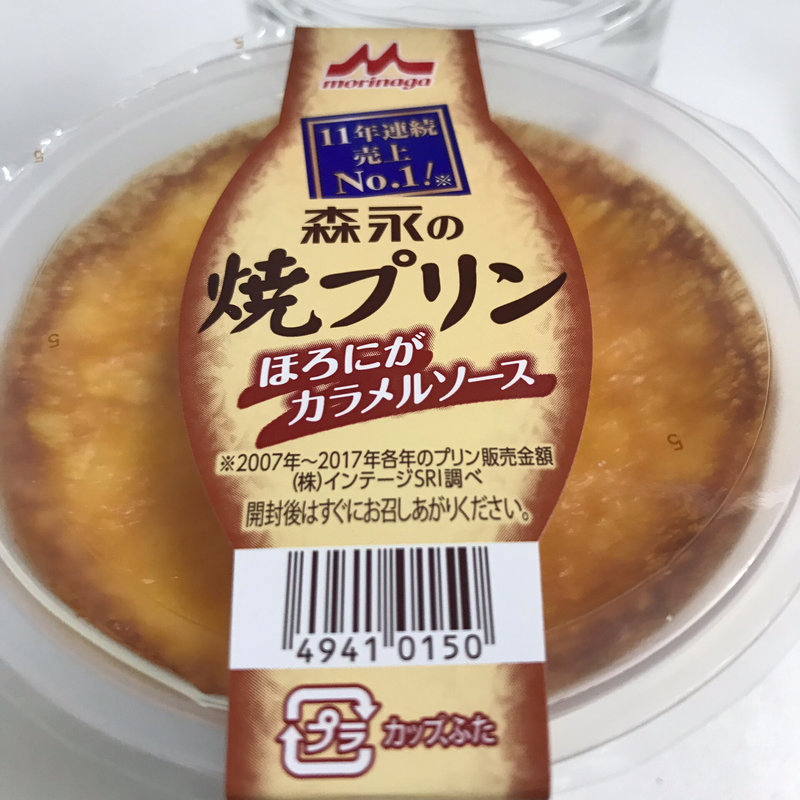 morinaga
11年連続
売上
No.1!※
森永の
焼プリン
ほろにが
カラメルソース
※2007年〜2017年各年のプリン販売金額
(株)インテージSRI調べ
開封後はすぐにお召しあがりください。
4941 0150
プラ カップ、ふた
5
5
5
5